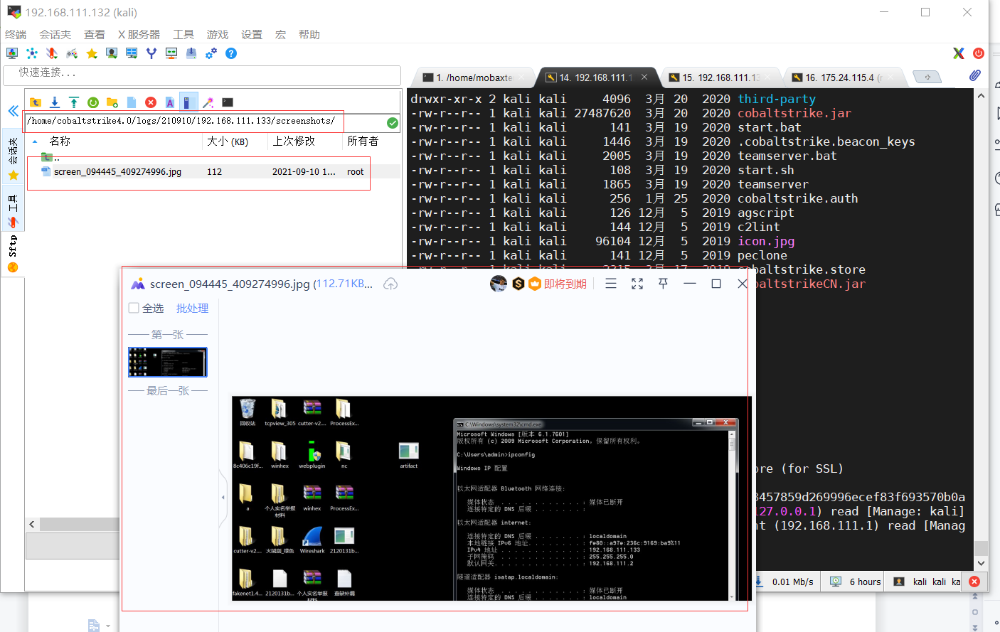 192.168.111.132 (kali)
终端 会话夹 查看 X 服务器 工具 游戏 设置 宏 帮助
快速连接...
1. /home/mobaxte
14. 192.168.111.1
15. 192.168.111.13
16. 175.24.115.4 (r
/home/cobaltstrike4.0/logs/210910/192.168.111.133/screenshots/
名称 大小 (KB) 上次修改 所有者
..
screen_094445_409274996.jpg 112 2021-09-10 1... root
会话夹
工具
Sftp
drwxr-xr-x 2 kali kali 4096 3月 20 2020 third-party
-rw-r--r-- 1 kali kali 27487620 3月 20 2020 cobaltstrike.jar
-rw-r--r-- 1 kali kali 141 3月 19 2020 start.bat
-rw-r--r-- 1 kali kali 1446 3月 19 2020 .cobaltstrike.beacon_keys
-rw-r--r-- 1 kali kali 2005 3月 19 2020 teamserver.bat
-rw-r--r-- 1 kali kali 108 3月 19 2020 start.sh
-rw-r--r-- 1 kali kali 1865 3月 19 2020 teamserver
-rw-r--r-- 1 kali kali 256 1月 25 2020 cobaltstrike.auth
-rw-r--r-- 1 kali kali 126 12月 5 2019 agscript
-rw-r--r-- 1 kali kali 144 12月 5 2019 c2lint
-rw-r--r-- 1 kali kali 96104 12月 5 2019 icon.jpg
-rw-r--r-- 1 kali kali 141 12月 5 2019 peclone
cobaltstrike.store
baltstrikeCN.jar
ore (for SSL)
3457859d269996ecef83f693570b0a
127.0.0.1) read [Manage: kali]
nt (192.168.111.1) read [Manag
screen_094445_409274996.jpg (112.71KB...
即将到期
全选 批处理
第一张
最后一张
回收站 tcpview_305 cutter-v2.... ProcessEx...
8c406c19f... winhex webplugin nc artifact
a 个人实名举报材料 winhex ProcessEx...
cutter-v2... 火绒剑_绿色 Wireshark 2120131b...
fakenet1.4... 2120131b... 个人实名举报材料 查缺补漏
C:\Windows\system32\cmd.exe
Microsoft Windows [版本 6.1.7601]
版权所有 (c) 2009 Microsoft Corporation。保留所有权利。
C:\Users\admin>ipconfig
Windows IP 配置
以太网适配器 Bluetooth 网络连接:
媒体状态 . . . . . . . . . . . . : 媒体已断开
连接特定的 DNS 后缀 . . . . . . . :
以太网适配器 internet:
连接特定的 DNS 后缀 . . . . . . . : localdomain
本地链接 IPv6 地址. . . . . . . . : fe80::a97e:236c:9169:ba9%11
IPv4 地址 . . . . . . . . . . . . : 192.168.111.133
子网掩码 . . . . . . . . . . . . : 255.255.255.0
默认网关. . . . . . . . . . . . . : 192.168.111.2
隧道适配器 isatap.localdomain:
媒体状态 . . . . . . . . . . . . : 媒体已断开
连接特定的 DNS 后缀 . . . . . . . : localdomain
0.01 Mb/s 6 hours kali kali ka